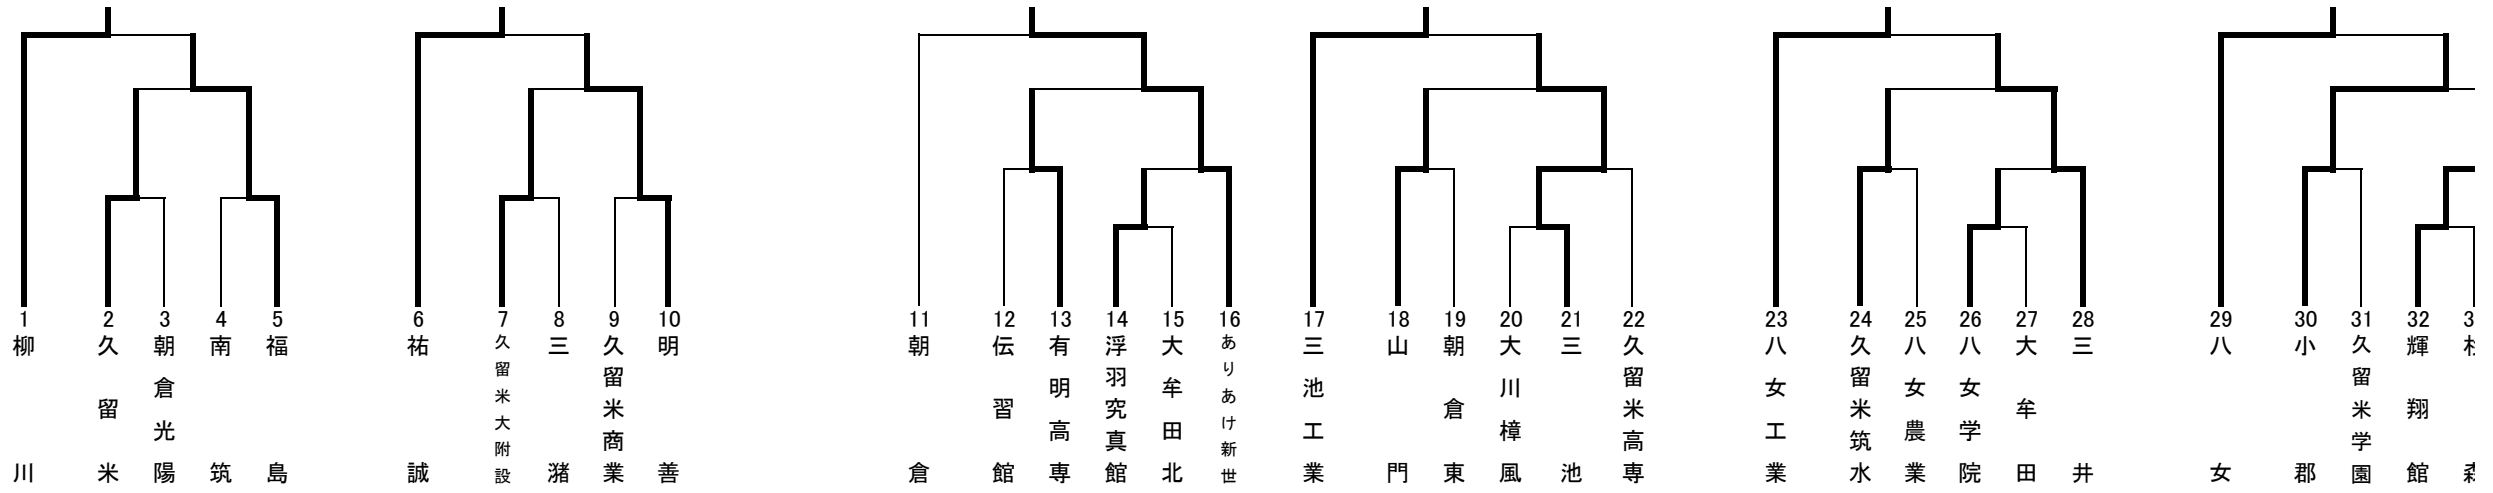 1 柳川
2 久留米
3 朝倉光陽
4 南筑
5 福島
6 祐誠
7 久留米大附設
8 三潴
9 久留米商業
10 明善
11 朝倉
12 伝習館
13 有明高専
14 浮羽究真館
15 大牟田北
16 ありあけ新世
17 三池工業
18 山門
19 朝倉東
20 大川樟風
21 三池
22 久留米高専
23 八女工業
24 久留米筑水
25 八女農業
26 八女学院
27 大牟田
28 三井
29 八女
30 小郡
31 久留米学園
32 輝翔館